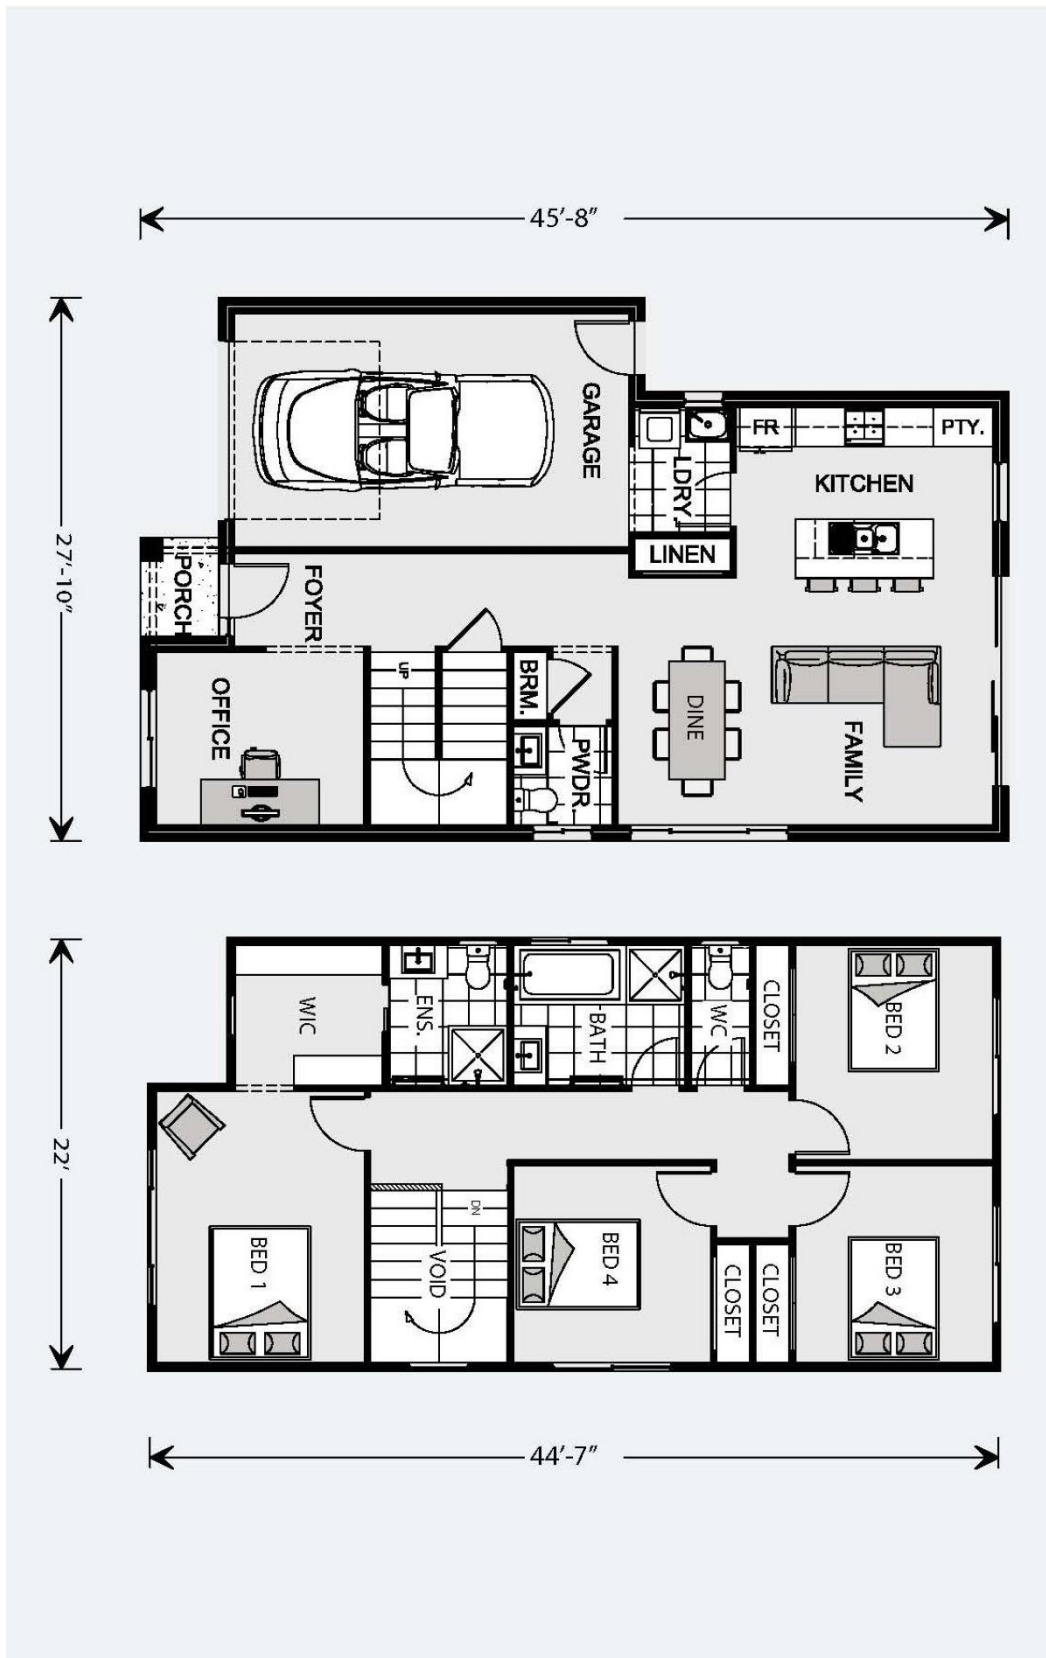 45'-8"
27'-10"
GARAGE
FR
PTY.
LDRY.
KITCHEN
LINEN
PORCH
FOYER
UP
BRM.
OFFICE
DINE
PWDR.
FAMILY
22'
WIC
ENS.
BATH
WC
CLOSET
BED 2
DN
VOID
BED 1
BED 4
BED 3
CLOSET
CLOSET
44'-7"